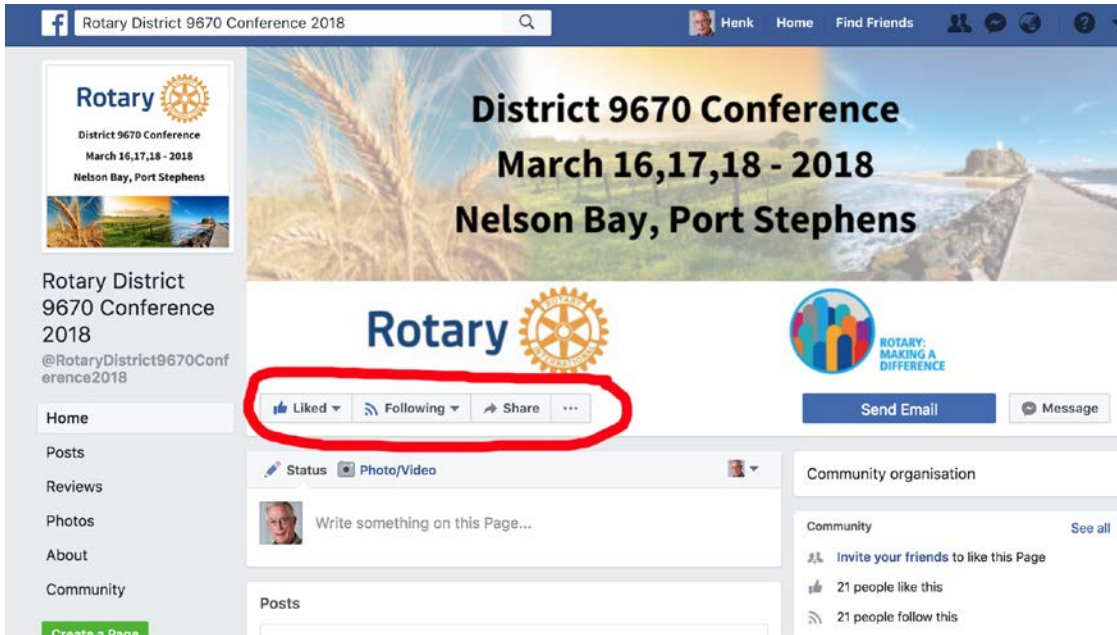 Rotary District 9670 Conference 2018
Henk Home Find Friends
Rotary
District 9670 Conference
March 16,17,18 - 2018
Nelson Bay, Port Stephens
District 9670 Conference
March 16,17,18 - 2018
Nelson Bay, Port Stephens
Rotary District
9670 Conference
2018
@RotaryDistrict9670Conf
erence2018
Rotary
ROTARY
INTERNATIONAL
ROTARY:
MAKING A
DIFFERENCE
Liked Following Share ...
Send Email Message
Home
Posts
Reviews
Photos
About
Community
Create a Page
Status Photo/Video
Write something on this Page...
Posts
Community organisation
Community See all
Invite your friends to like this Page
21 people like this
21 people follow this